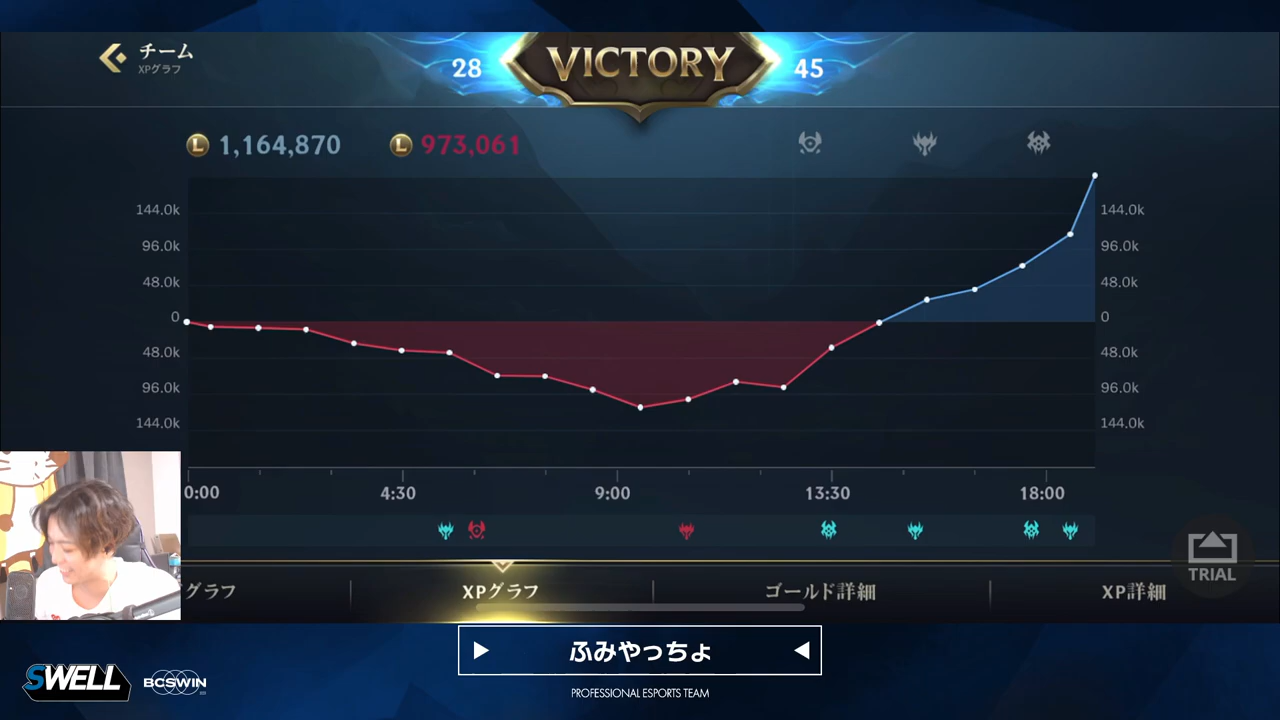 チーム
XPグラフ
28
VICTORY
45
L 1,164,870
L 973,061
144.0k
144.0k
96.0k
96.0k
48.0k
48.0k
0
0
48.0k
48.0k
96.0k
96.0k
144.0k
144.0k
0:00
4:30
9:00
13:30
18:00
TRIAL
グラフ
XPグラフ
ゴールド詳細
XP詳細
ふみやっちょ
PROFESSIONAL ESPORTS TEAM
SWELL
BCSWIN